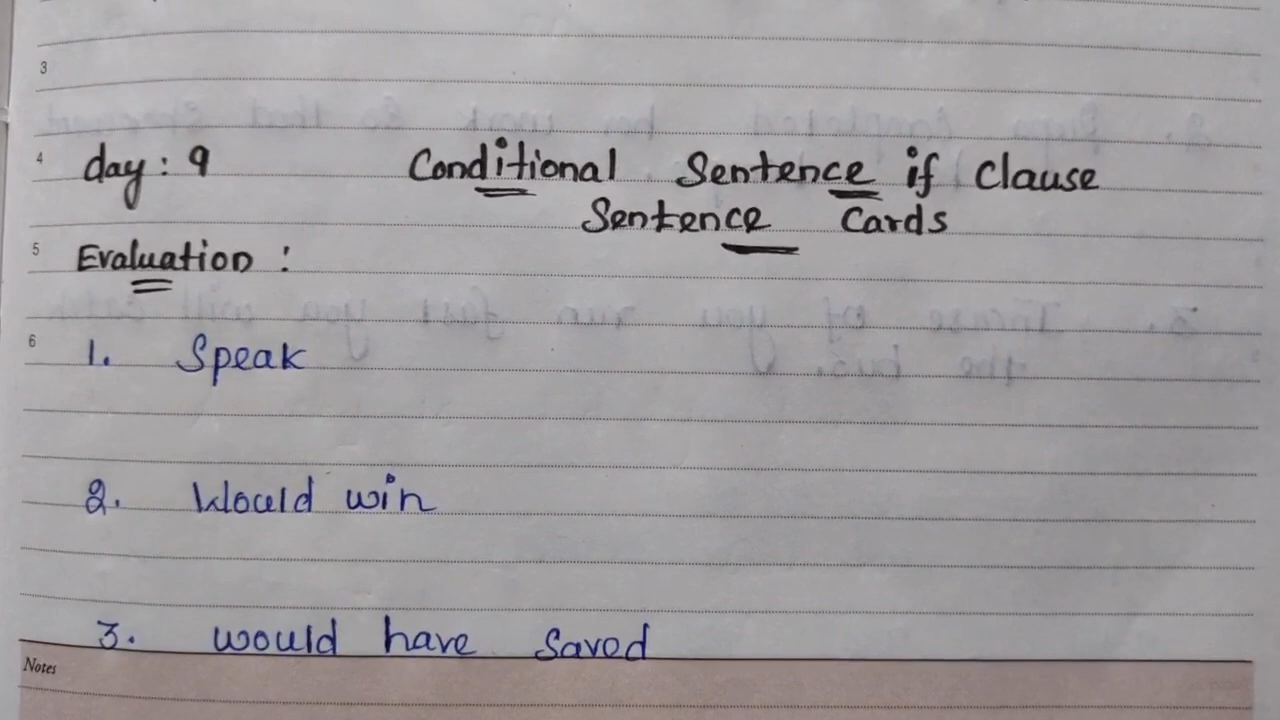 3
4 day: 9 Conditional Sentence if Clause
Sentence Cards
5 Evaluation :
6 1. Speak
2. Would win
3. would have saved
Notes